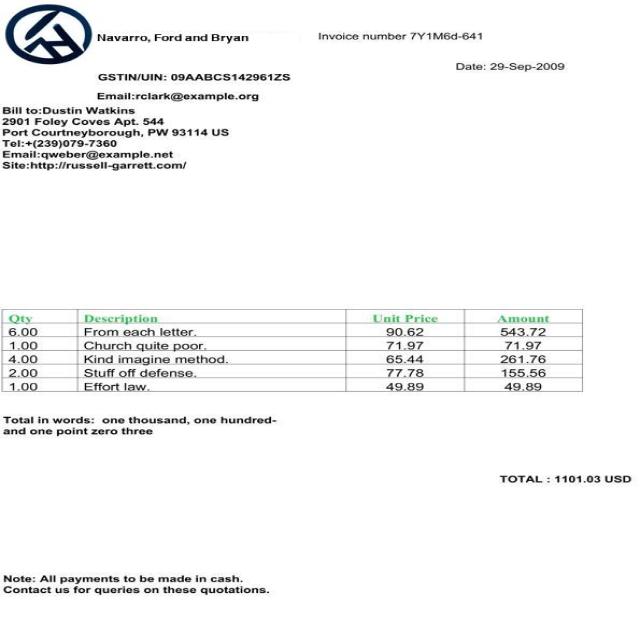 Navarro, Ford and Bryan
Invoice number 7Y1M6d-641
Date: 29-Sep-2009
GSTIN/UIN: 09AABCS142961ZS
Email:rclark@example.org
Bill to:Dustin Watkins
2901 Foley Coves Apt. 544
Port Courtneyborough, PW 93114 US
Tel:+(239)079-7360
Email:qweber@example.net
Site:http://russell-garrett.com/
Qty Description Unit Price Amount
6.00 From each letter. 90.62 543.72
1.00 Church quite poor. 71.97 71.97
4.00 Kind imagine method. 65.44 261.76
2.00 Stuff off defense. 77.78 155.56
1.00 Effort law. 49.89 49.89
Total in words: one thousand, one hundred-
and one point zero three
TOTAL : 1101.03 USD
Note: All payments to be made in cash.
Contact us for queries on these quotations.